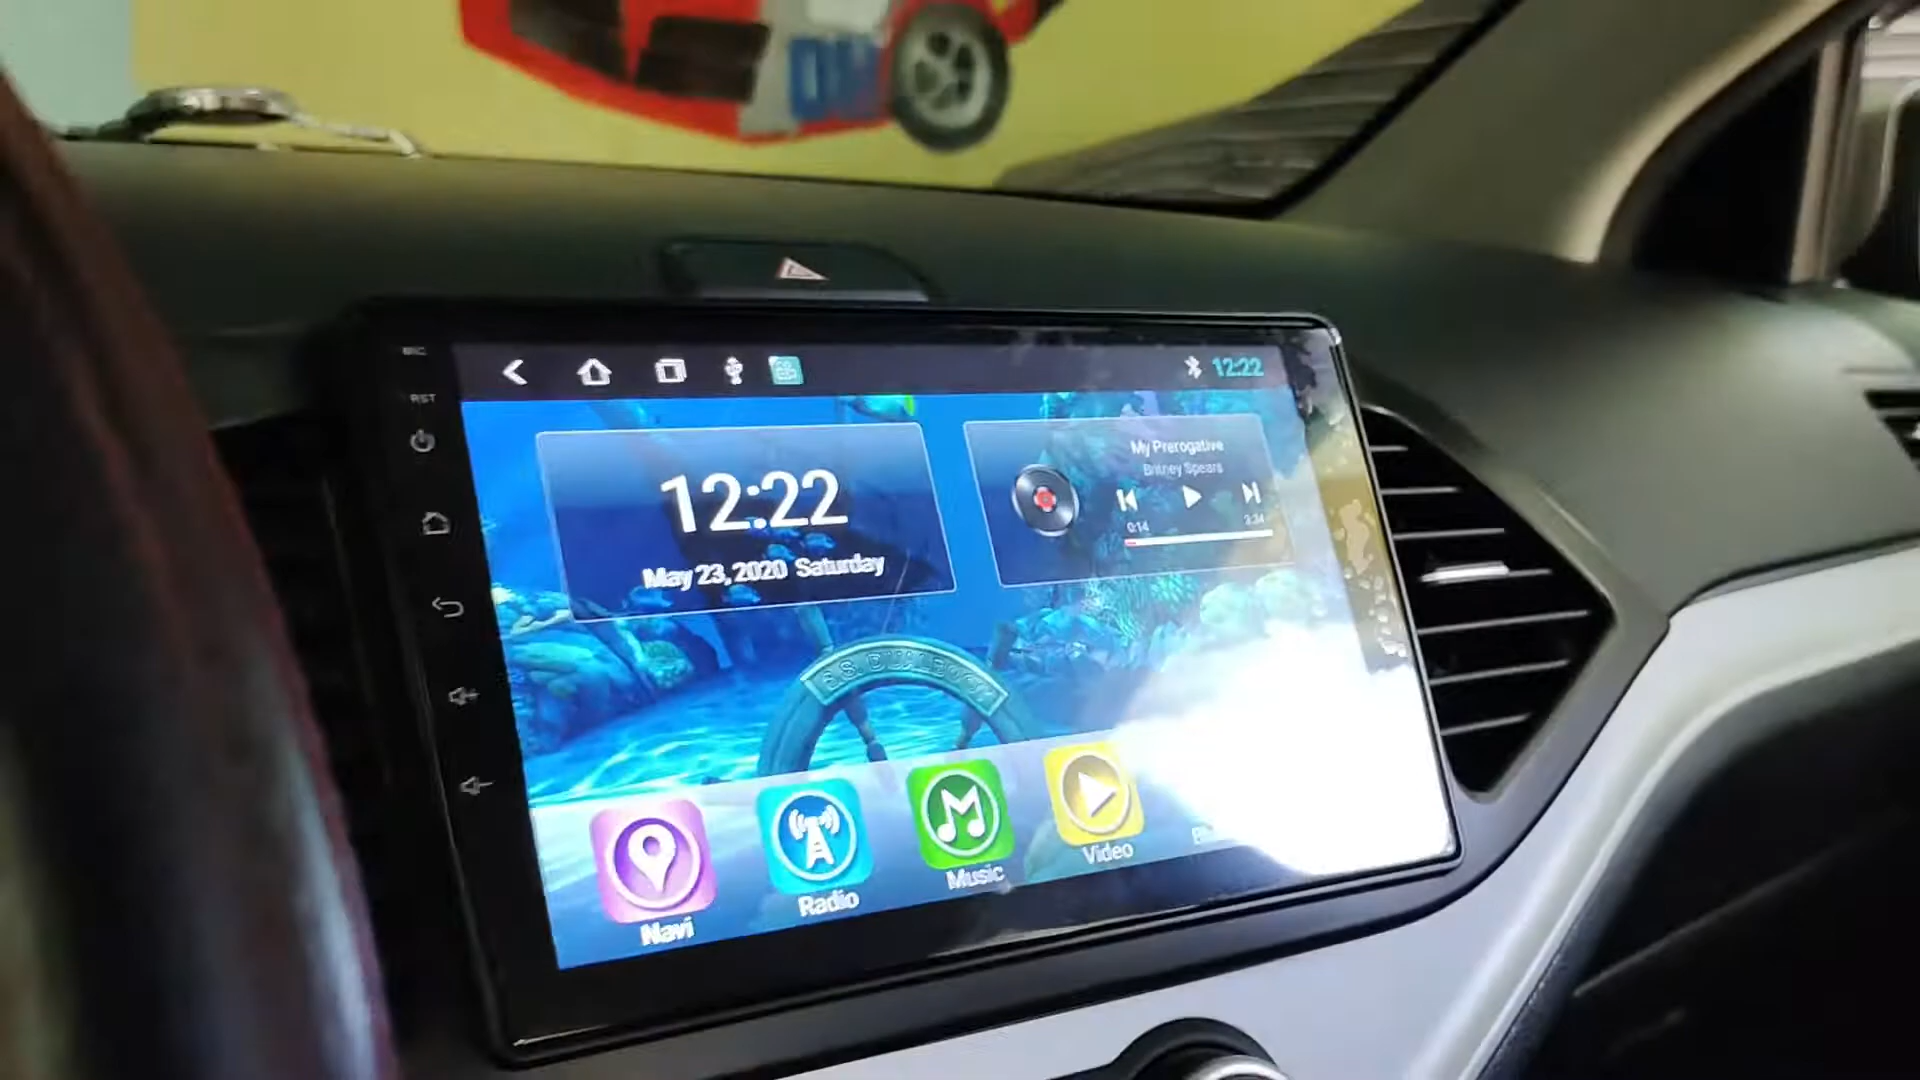 MIC
RST
12:22
12:22
May 23, 2020 Saturday
My Prerogative
Britney Spears
0:14
3:34
Navi
Radio
Music
Video